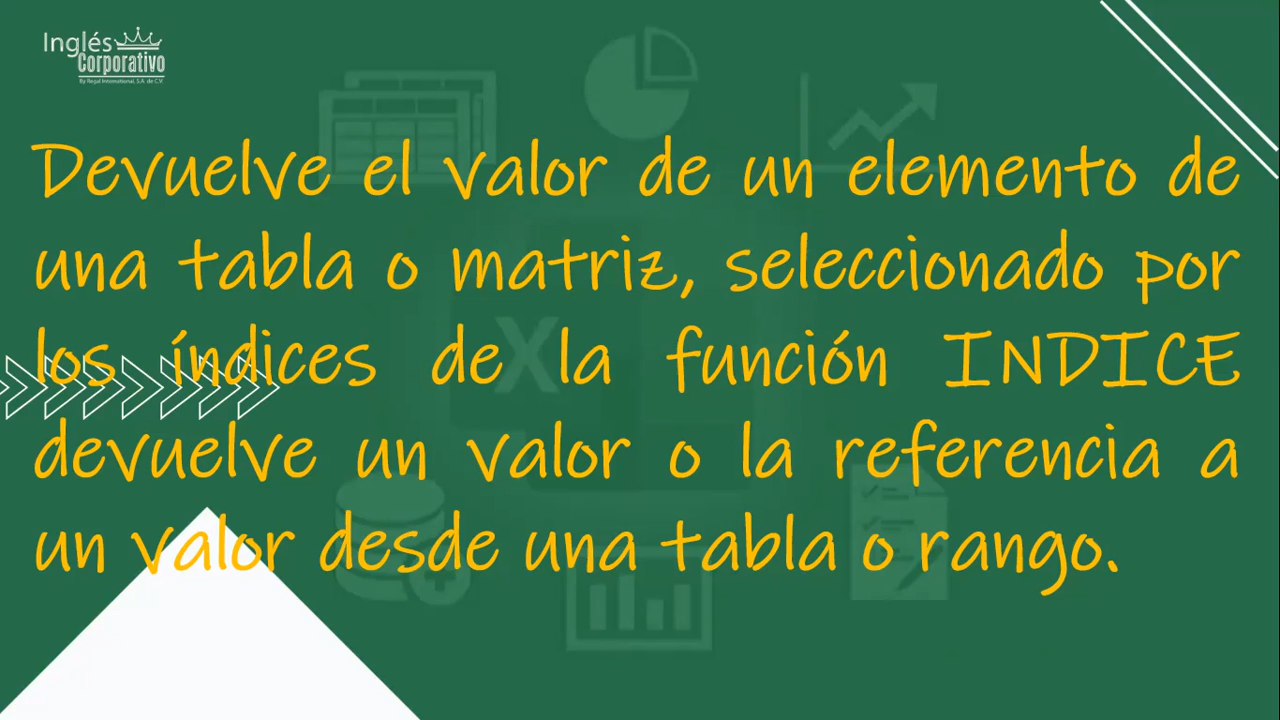 Inglés
Corporativo
By Regal International, S.A. de C.V.
Devuelve el valor de un elemento de
una tabla o matriz, seleccionado por
los índices de la función INDICE
devuelve un valor o la referencia a
un valor desde una tabla o rango.
X